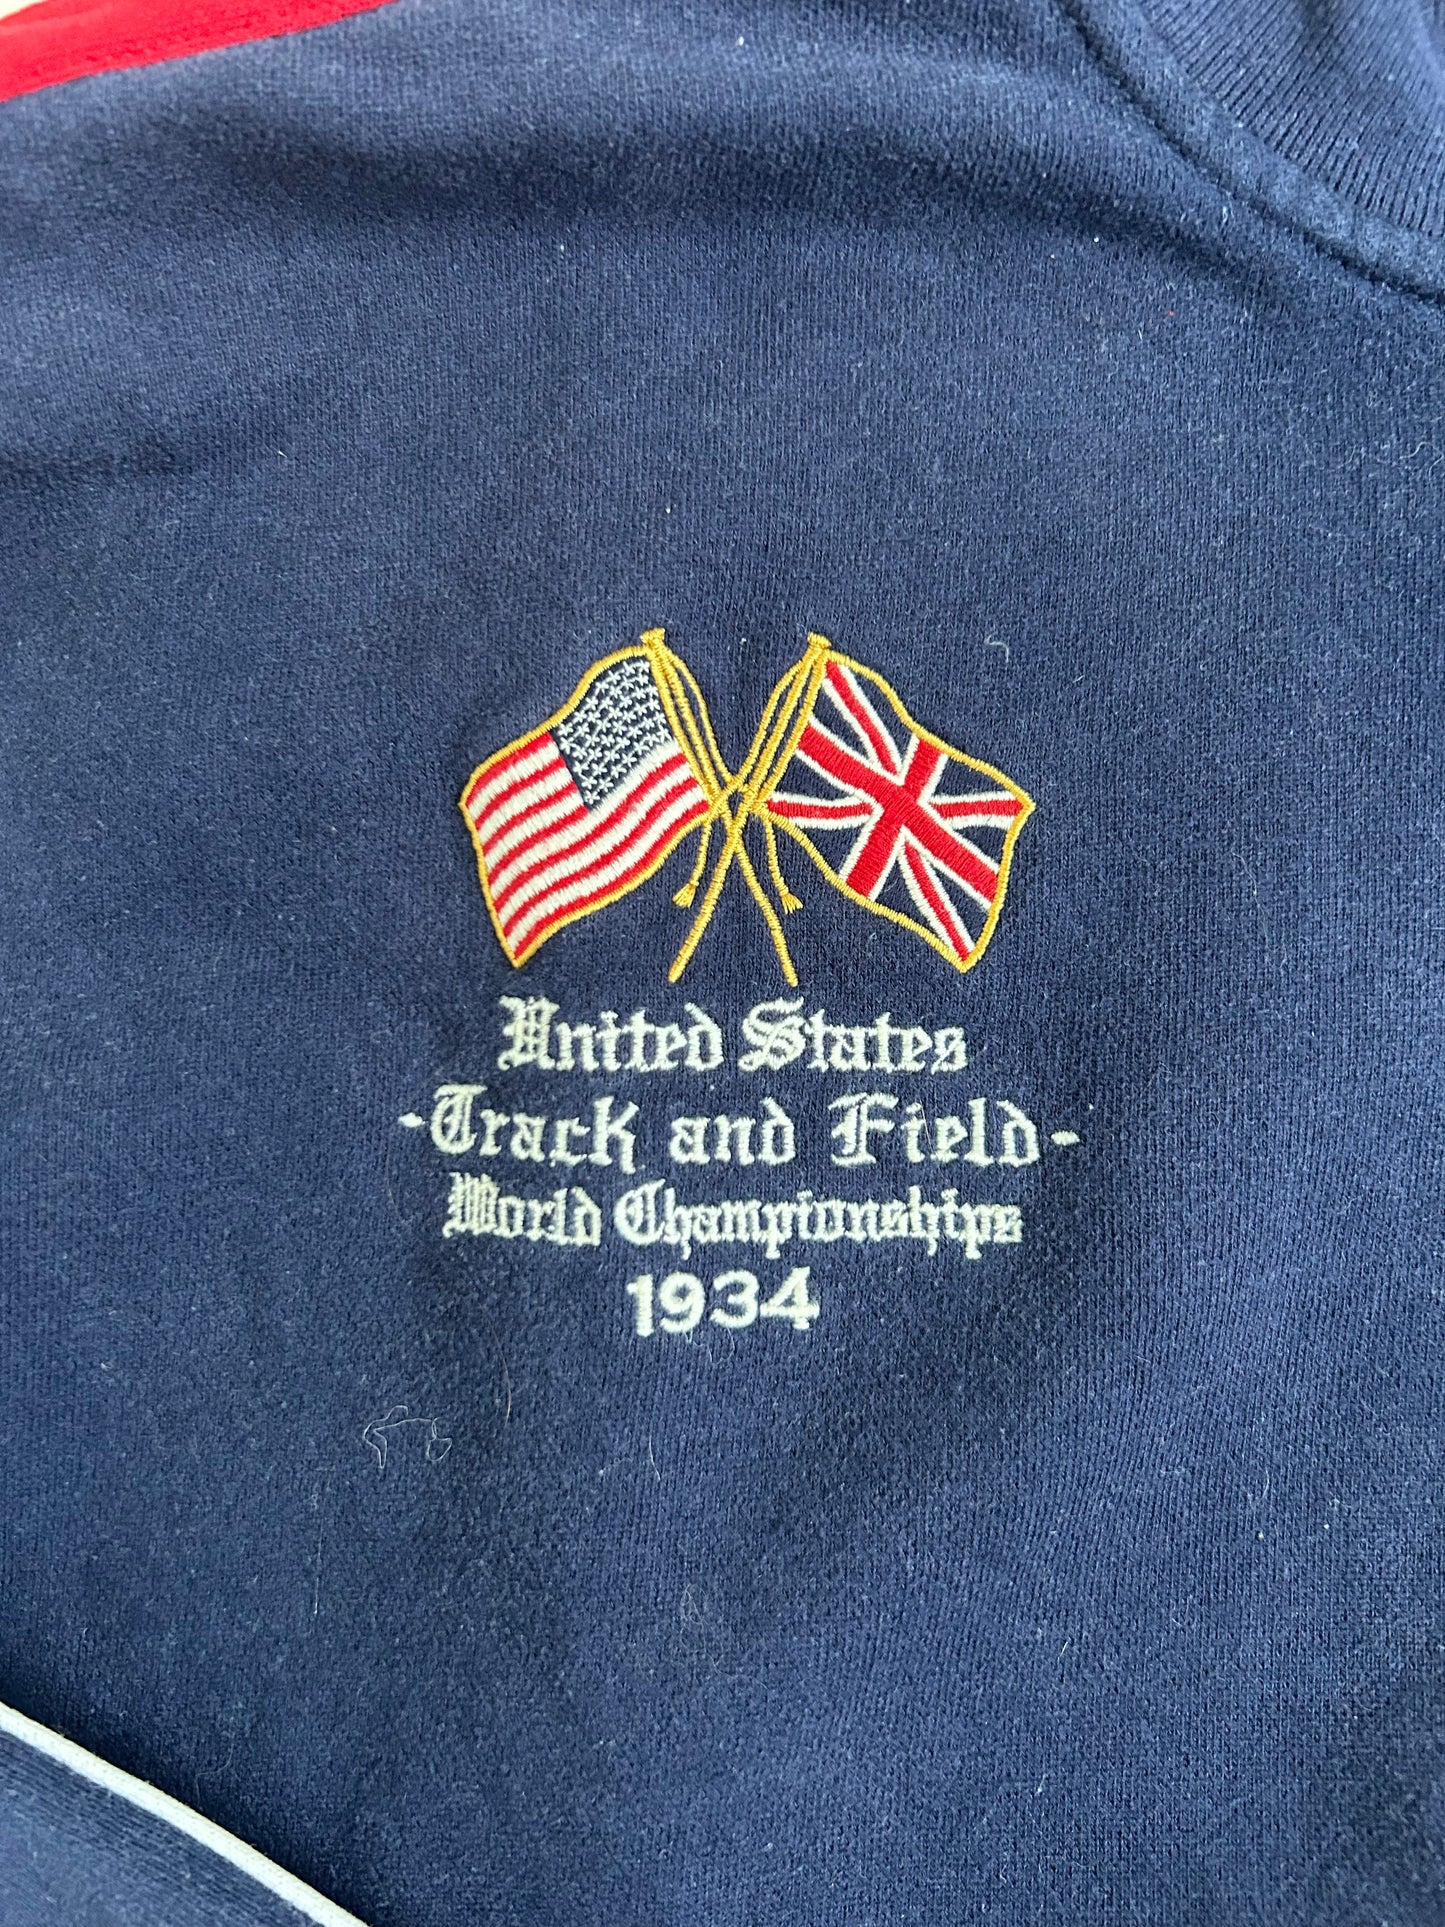 United States
-Track and Field-
World Championships
1934